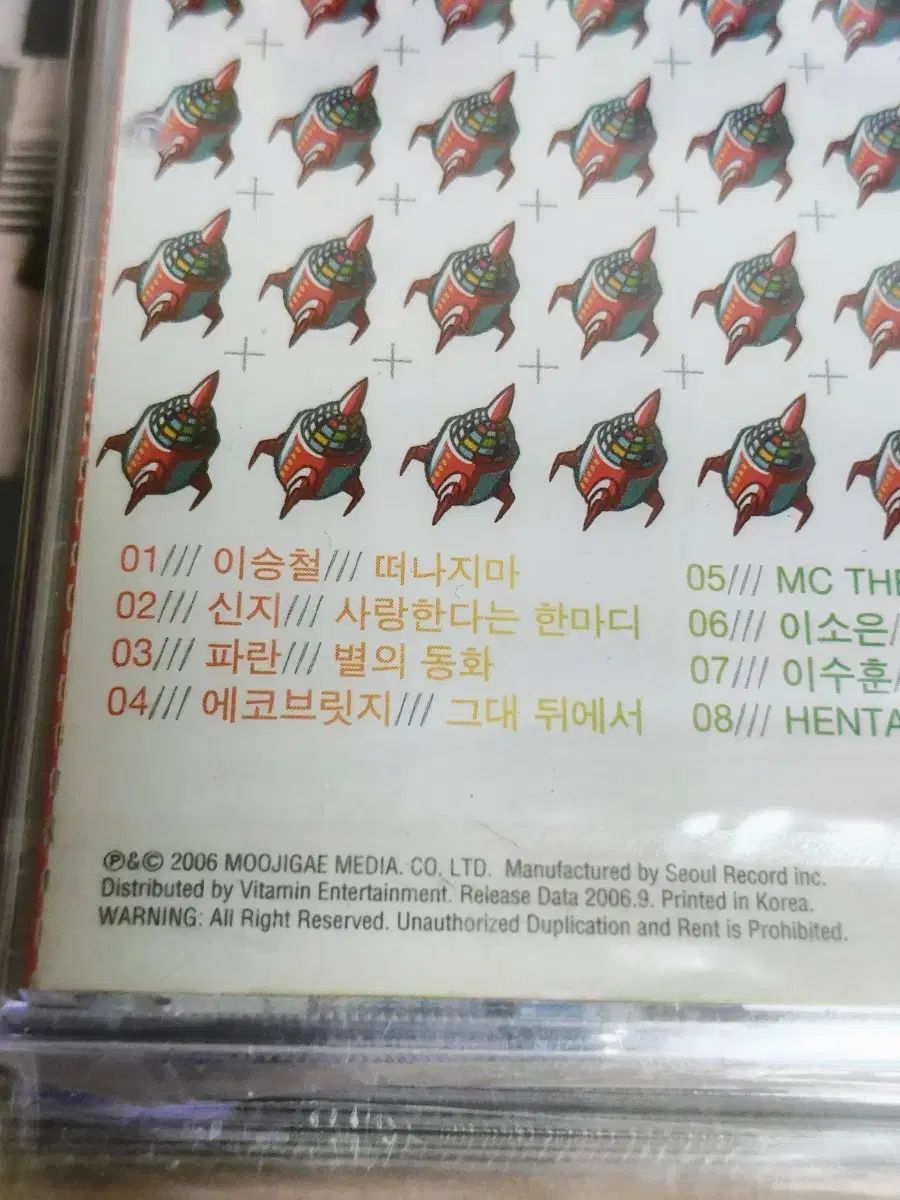 01/// 이승철/// 떠나지마
02/// 신지/// 사랑한다는 한마디
03/// 파란/// 별의 동화
04/// 에코브릿지/// 그대 뒤에서
05/// MC THE
06/// 이소은/
07/// 이수훈/
08/// HENTA
℗&© 2006 MOOJIGAE MEDIA. CO. LTD. Manufactured by Seoul Record inc.
Distributed by Vitamin Entertainment. Release Data 2006.9. Printed in Korea.
WARNING: All Right Reserved. Unauthorized Duplication and Rent is Prohibited.